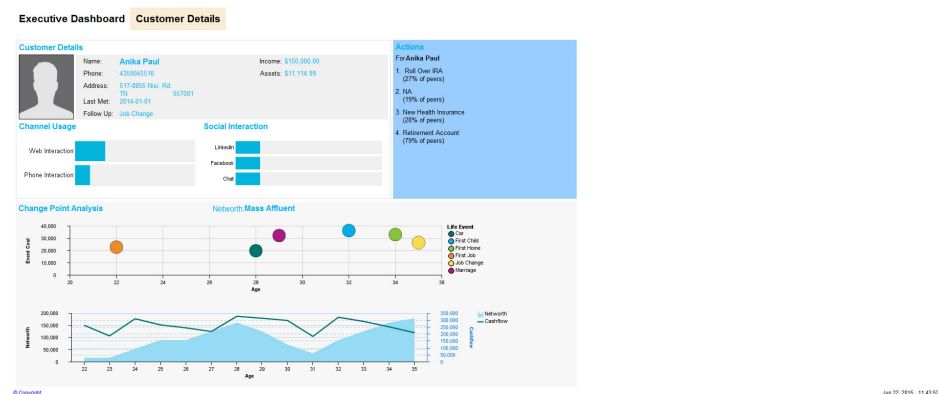 Executive Dashboard Customer Details
Customer Details
Name: Anika Paul
Income: $150,000.00
Phone: 4359045516
Assets: $11,114.99
Address: 517-8855 Nisi. Rd.
TN 557001
Last Met: 2014-01-01
Follow Up: Job Change
Actions
For Anika Paul
1. Roll Over IRA
(27% of peers)
2. NA
(19% of peers)
3. New Health Insurance
(28% of peers)
4. Retirement Account
(79% of peers)
Channel Usage
Web Interaction
Phone Interaction
Social Interaction
LinkedIn
Facebook
Chat
Change Point Analysis
Networth: Mass Affluent
Event Cost
40,000
30,000
20,000
10,000
0
20 22 24 26 28 30 32 34 36 38
Age
Life Event
Car
First Child
First Home
First Job
Job Change
Marriage
Networth
200,000
150,000
100,000
50,000
0
22 23 24 25 26 27 28 29 30 31 32 33 34 35
Age
350,000
300,000
250,000
200,000
150,000
100,000
50,000
0
Cashflow
Networth
Cashflow
© Copyright
Jun 22, 2015